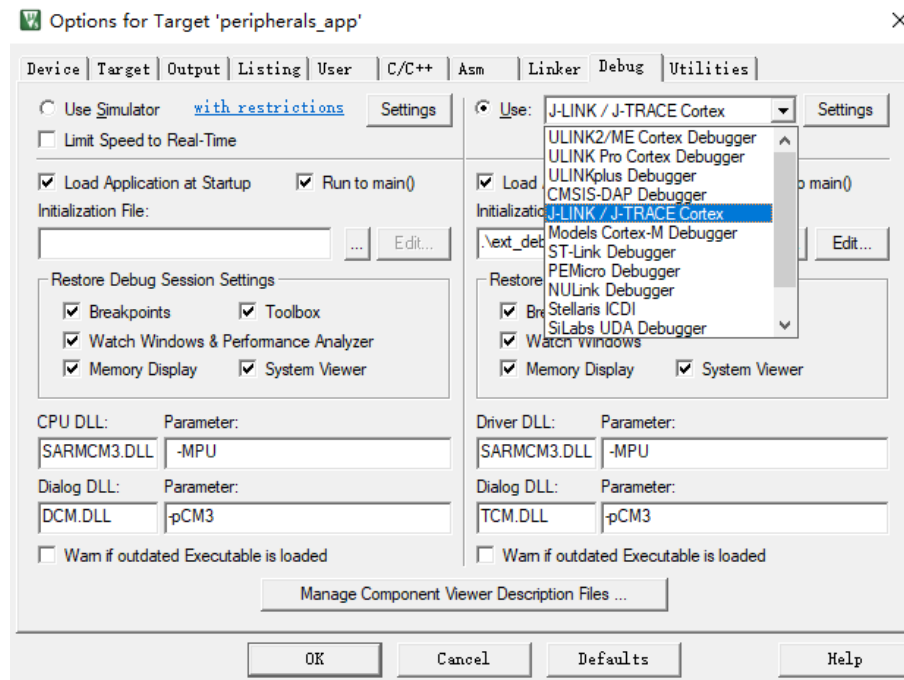 Options for Target 'peripherals_app'
Device Target Output Listing User C/C++ Asm Linker Debug Utilities
Use Simulator with restrictions Settings
Limit Speed to Real-Time
Load Application at Startup Run to main()
Initialization File:
... Edit...
Restore Debug Session Settings
Breakpoints Toolbox
Watch Windows & Performance Analyzer
Memory Display System Viewer
CPU DLL: Parameter:
SARMCM3.DLL -MPU
Dialog DLL: Parameter:
DCM.DLL -pCM3
Warn if outdated Executable is loaded
Use: J-LINK / J-TRACE Cortex Settings
ULINK2/ME Cortex Debugger
ULINK Pro Cortex Debugger
ULINKplus Debugger
CMSIS-DAP Debugger
J-LINK / J-TRACE Cortex
Models Cortex-M Debugger
ST-Link Debugger
PEMicro Debugger
NULink Debugger
Stellaris ICDI
SiLabs UDA Debugger
Load main()
Edit...
Restore
Watch Windows
Memory Display System Viewer
Driver DLL: Parameter:
SARMCM3.DLL -MPU
Dialog DLL: Parameter:
TCM.DLL -pCM3
Warn if outdated Executable is loaded
Manage Component Viewer Description Files ...
OK Cancel Defaults Help